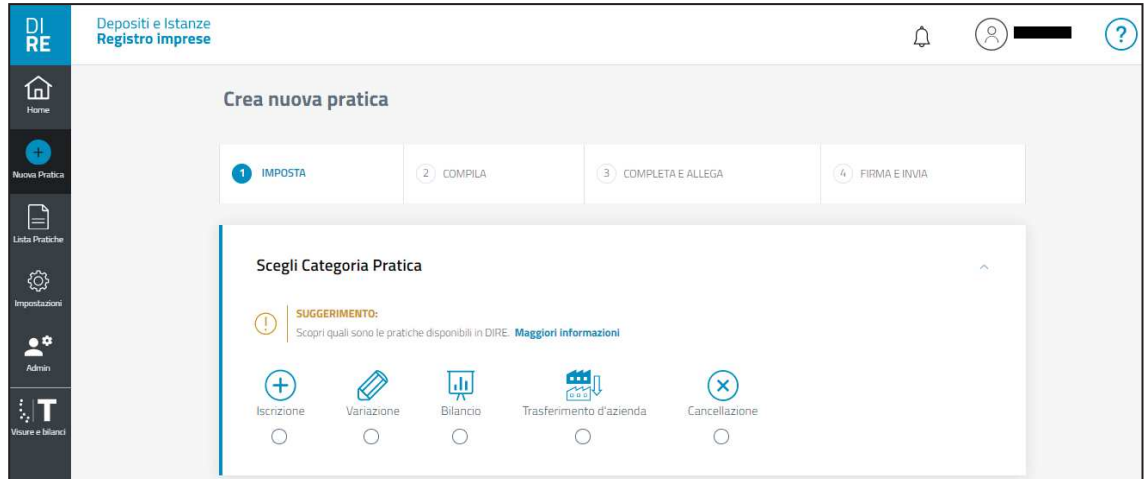 DI
RE
Depositi e Istanze
Registro imprese
?
Home
Nuova Pratica
Lista Pratiche
Impostazioni
Admin
T
Visure e bilanci
Crea nuova pratica
1 IMPOSTA
2 COMPILA
3 COMPLETA E ALLEGA
4 FIRMA E INVIA
Scegli Categoria Pratica
SUGGERIMENTO:
Scopri quali sono le pratiche disponibili in DIRE. Maggiori informazioni
Iscrizione
Variazione
Bilancio
Trasferimento d'azienda
Cancellazione